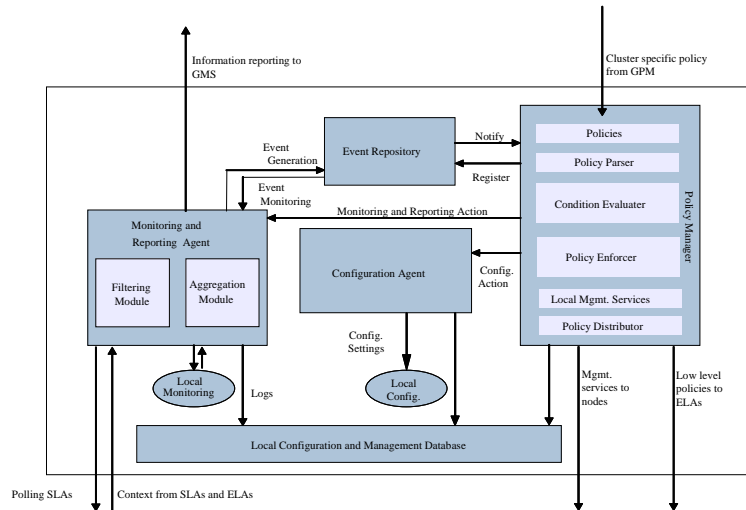 Information reporting to
GMS
Cluster specific policy
from GPM
Event
Generation
Event Repository
Notify
Register
Event
Monitoring
Policies
Policy Parser
Condition Evaluater
Policy Enforcer
Local Mgmt. Services
Policy Distributor
Policy Manager
Monitoring and Reporting Action
Monitoring and
Reporting Agent
Filtering
Module
Aggregation
Module
Configuration Agent
Config.
Action
Config.
Settings
Local
Monitoring
Logs
Local
Config.
Mgmt.
services to
nodes
Low level
policies to
ELAs
Local Configuration and Management Database
Polling SLAs
Context from SLAs and ELAs